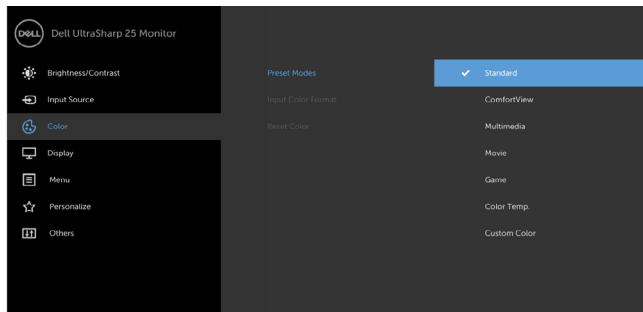 DELL Dell UltraSharp 25 Monitor
Brightness/Contrast
Input Source
Color
Display
Menu
Personalize
Others
Preset Modes
Input Color Format
Reset Color
Standard
ComfortView
Multimedia
Movie
Game
Color Temp.
Custom Color